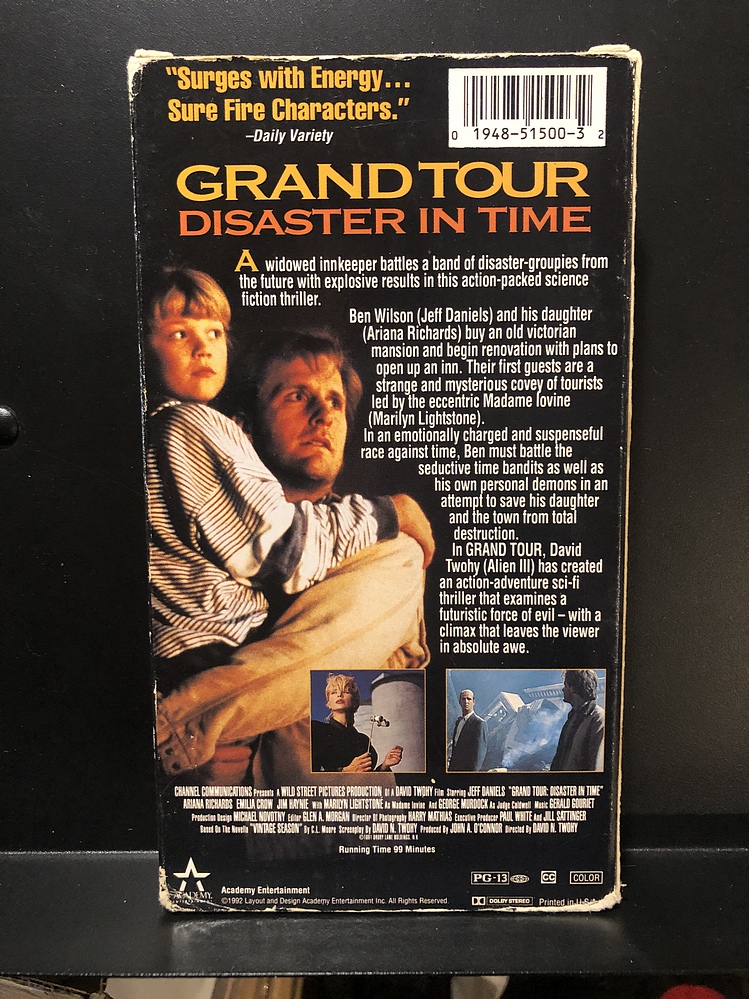 "Surges with Energy...
Sure Fire Characters."
–Daily Variety
0 1948-51500-3 2
GRAND TOUR
DISASTER IN TIME
A widowed innkeeper battles a band of disaster-groupies from
the future with explosive results in this action-packed science
fiction thriller.
Ben Wilson (Jeff Daniels) and his daughter
(Ariana Richards) buy an old victorian
mansion and begin renovation with plans to
open up an inn. Their first guests are a
strange and mysterious covey of tourists
led by the eccentric Madame Iovine
(Marilyn Lightstone).
In an emotionally charged and suspenseful
race against time, Ben must battle the
seductive time bandits as well as
his own personal demons in an
attempt to save his daughter
and the town from total
destruction.
In GRAND TOUR, David
Twohy (Alien III) has created
an action-adventure sci-fi
thriller that examines a
futuristic force of evil – with a
climax that leaves the viewer
in absolute awe.
CHANNEL COMMUNICATIONS Presents A WILD STREET PICTURES PRODUCTION Of A DAVID TWOHY Film Starring JEFF DANIELS "GRAND TOUR: DISASTER IN TIME"
ARIANA RICHARDS EMILIA CROW JIM HAYNIE With MARILYN LIGHTSTONE As Madame Iovine And GEORGE MURDOCK As Judge Caldwell Music GERALD GOURIET
Production Design MICHAEL NOVOTNY Editor GLEN A. MORGAN Director Of Photography HARRY MATHIAS Executive Producer PAUL WHITE And JILL SATTINGER
Based On The Novella "VINTAGE SEASON" By C.L. Moore Screenplay By DAVID N. TWOHY Produced By JOHN A. O'CONNOR Directed By DAVID N. TWOHY
©1991 DRURY LANE HOLDINGS, N.V.
Running Time 99 Minutes
PG-13 CC COLOR
ACADEMY
Academy Entertainment
©1992 Layout and Design Academy Entertainment Inc. All Rights Reserved.
DOLBY STEREO Printed in U.S.A.